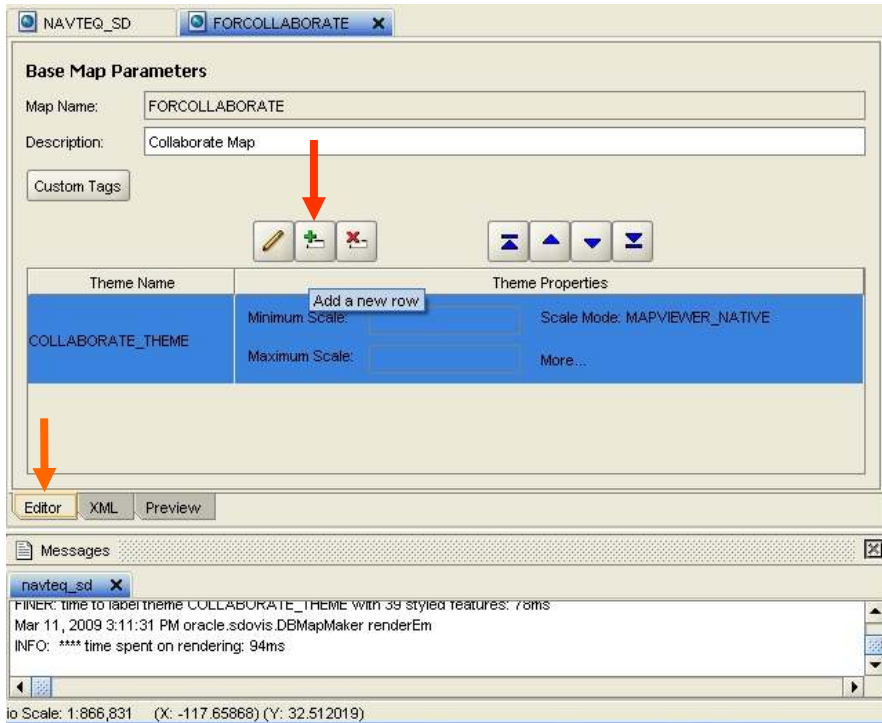 NAVTEQ_SD
FORCOLLABORATE
Base Map Parameters
Map Name: FORCOLLABORATE
Description: Collaborate Map
Custom Tags
Theme Name Theme Properties
Add a new row
COLLABORATE_THEME
Minimum Scale: Scale Mode: MAPVIEWER_NATIVE
Maximum Scale: More...
Editor XML Preview
Messages
navteq_sd
FINER: time to label theme COLLABORATE_THEME with 39 styled features: 78ms
Mar 11, 2009 3:11:31 PM oracle.sdovis.DBMapMaker renderEm
INFO: **** time spent on rendering: 94ms
io Scale: 1:866,831 (X: -117.65868) (Y: 32.512019)